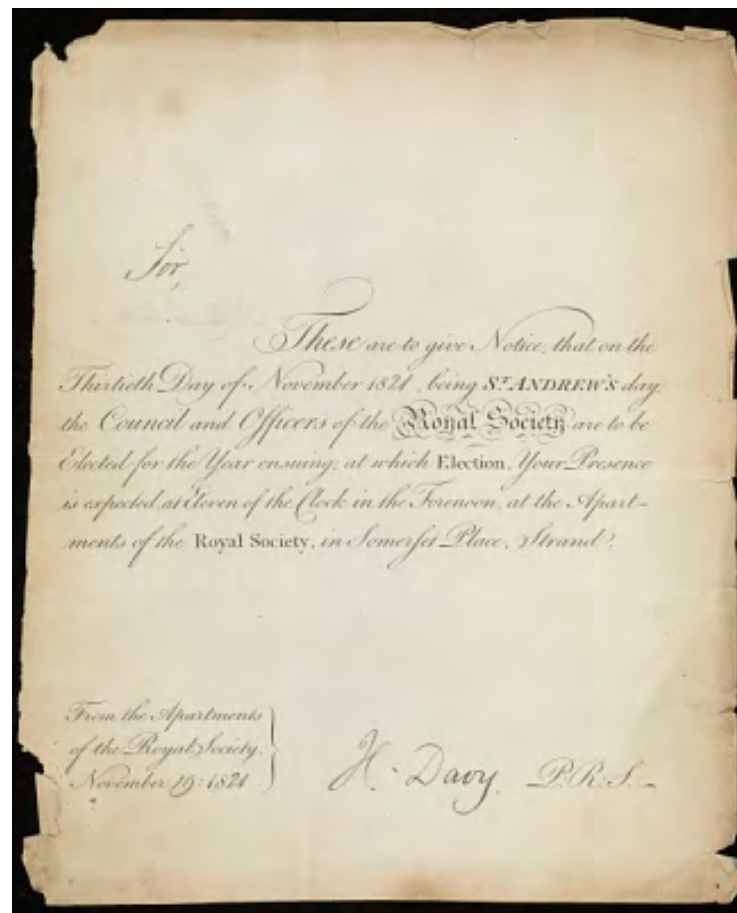 Sir,
These are to give Notice, that on the
Thirtieth Day of November 1821, being ST. ANDREW'S day,
the Council and Officers of the Royal Society are to be
Elected for the Year ensuing; at which Election, Your Presence
is expected, at Eleven of the Clock in the Forenoon, at the Apart-
ments of the Royal Society, in Somerſet Place, Strand.
From the Apartments
of the Royal Society.
November 19: 1821
H. Davy P.R.S.